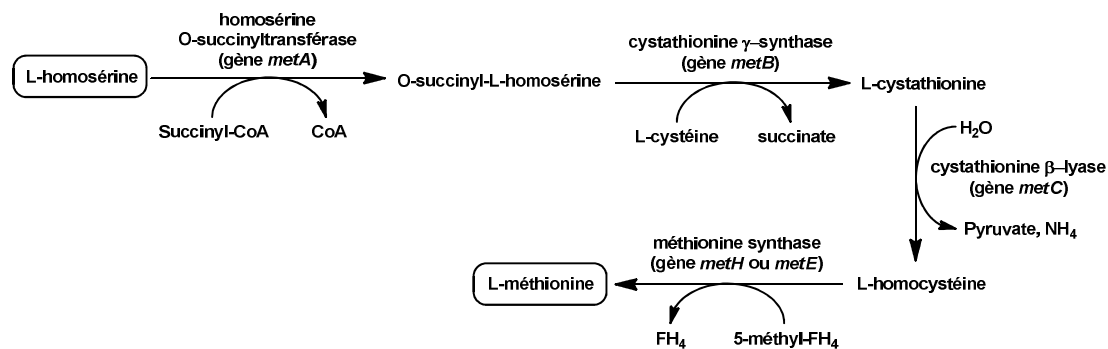 homosérine
O-succinyltransférase
(gène metA)
L-homosérine
Succinyl-CoA
CoA
O-succinyl-L-homosérine
cystathionine γ–synthase
(gène metB)
L-cystéine
succinate
L-cystathionine
H2O
cystathionine β–lyase
(gène metC)
Pyruvate, NH4
L-homocystéine
méthionine synthase
(gène metH ou metE)
5-méthyl-FH4
FH4
L-méthionine